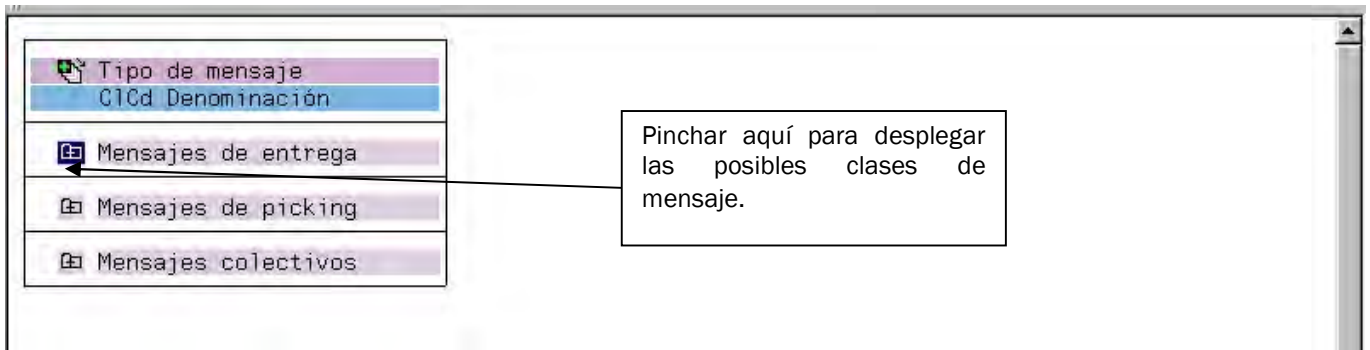 Tipo de mensaje
ClCd Denominación
Mensajes de entrega
Mensajes de picking
Mensajes colectivos
Pinchar aquí para desplegar
las posibles clases de
mensaje.